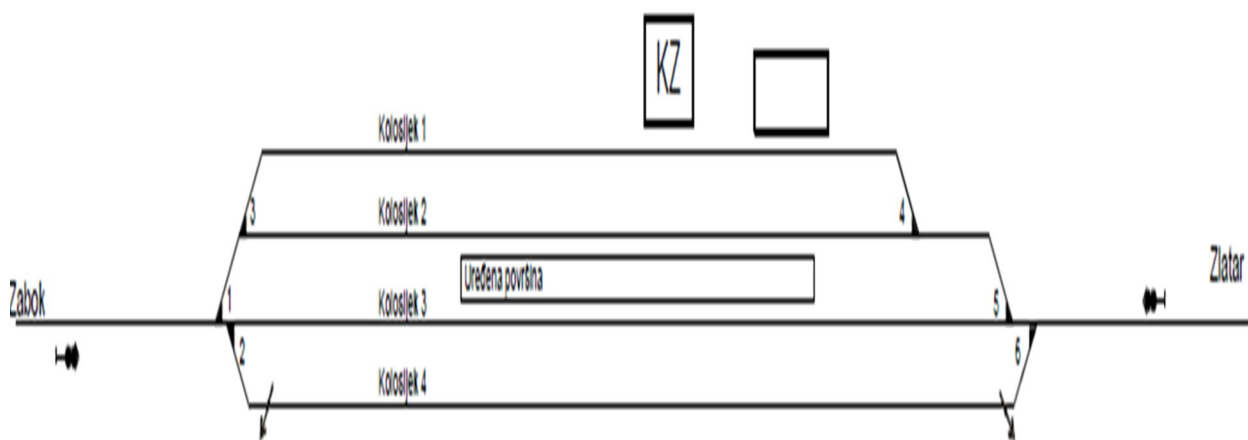 KZ
Kolosijek 1
3
Kolosijek 2
4
Uređena površina
Zlatar
Zabok
1
Kolosijek 3
5
2
6
Kolosijek 4